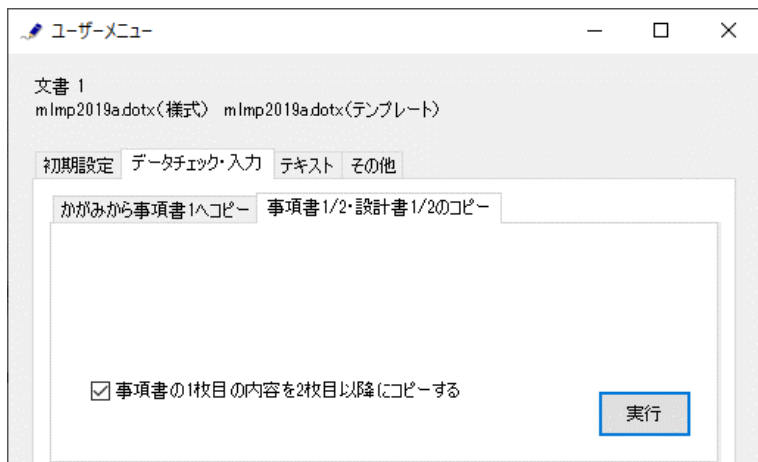 ユーザーメニュー
文書 1
mlmp2019a.dotx(様式) mlmp2019a.dotx(テンプレート)
初期設定 データチェック・入力 テキスト その他
かがみから事項書1へコピー 事項書1/2・設計書1/2のコピー
事項書の1枚目の内容を2枚目以降にコピーする
実行